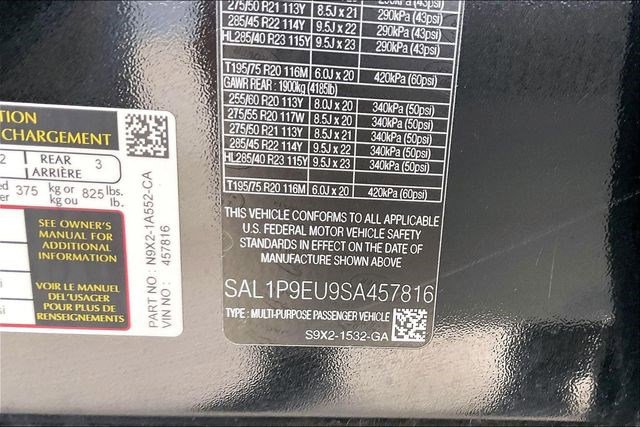 TION
CHARGEMENT
2 REAR 3
ARRIÈRE
375 kg or 825 lbs.
kg ou lb.
SEE OWNER'S
MANUAL FOR
ADDITIONAL
INFORMATION
VOIR LE MANUEL
DEL'USAGER
POUR PLUS DE
RENSEIGNEMENTS
PART NO: N9X2-1A552-CA
VIN NO: 457816
275/50 R21 113Y 8.5J x 21 290kPa (43psi)
285/45 R22 114Y 9.5J x 22 290kPa (43psi)
HL285/40 R23 115Y 9.5J x 23 290kPa (43psi)
T195/75 R20 116M 6.0J x 20 420kPa (60psi)
GAWR REAR : 1900kg (4185lb)
255/60 R20 113Y 8.0J x 20 340kPa (50psi)
275/55 R20 117W 8.5J x 20 340kPa (50psi)
275/50 R21 113Y 8.5J x 21 340kPa (50psi)
285/45 R22 114Y 9.5J x 22 340kPa (50psi)
HL285/40 R23 115Y 9.5J x 23 340kPa (50psi)
T195/75 R20 116M 6.0J x 20 420kPa (60psi)
THIS VEHICLE CONFORMS TO ALL APPLICABLE
U.S. FEDERAL MOTOR VEHICLE SAFETY
STANDARDS IN EFFECT ON THE DATE OF
MANUFACTURE SHOWN ABOVE
SAL1P9EU9SA457816
TYPE : MULTI-PURPOSE PASSENGER VEHICLE
S9X2-1532-GA